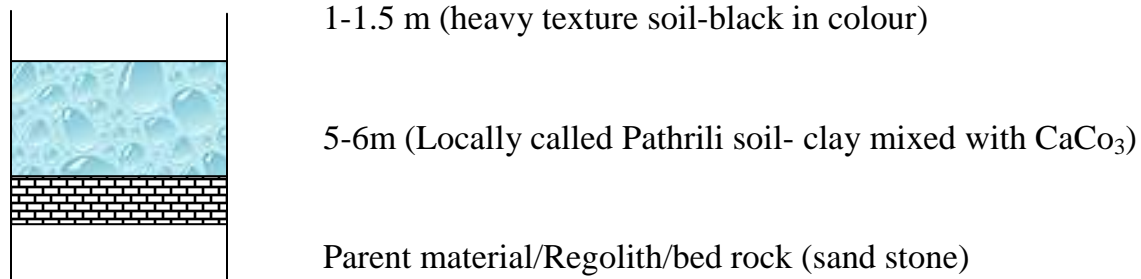 1-1.5 m (heavy texture soil-black in colour)
5-6m (Locally called Pathrili soil- clay mixed with CaCo₃)
Parent material/Regolith/bed rock (sand stone)